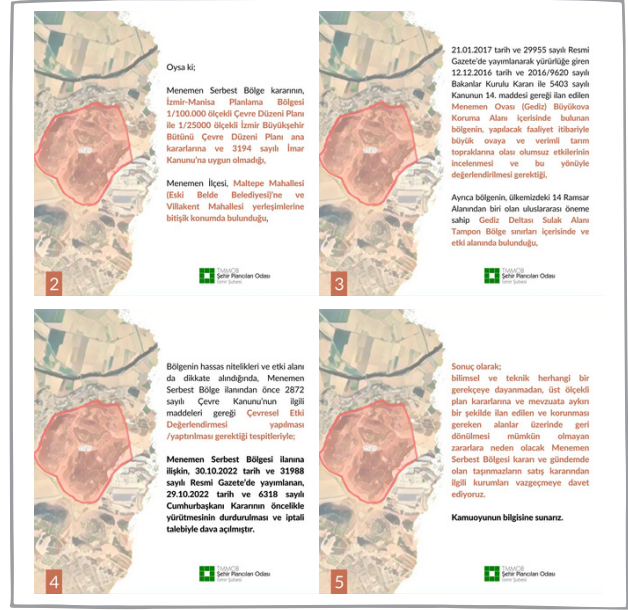 Oysa ki;
Menemen Serbest Bölge kararının,
İzmir-Manisa Planlama Bölgesi
1/100.000 ölçekli Çevre Düzeni Planı
ile 1/25000 ölçekli İzmir Büyükşehir
Bütünü Çevre Düzeni Planı ana
kararlarına ve 3194 sayılı İmar
Kanunu'na uygun olmadığı,
Menemen İlçesi, Maltepe Mahallesi
(Eski Belde Belediyesi)'ne ve
Villakent Mahallesi yerleşimlerine
bitişik konumda bulunduğu,
TMMOB
Şehir Plancıları Odası
İzmir Şubesi
2
21.01.2017 tarih ve 29955 sayılı Resmi
Gazete'de yayımlanarak yürürlüğe giren
12.12.2016 tarih ve 2016/9620 sayılı
Bakanlar Kurulu Kararı ile 5403 sayılı
Kanunun 14. maddesi gereği ilan edilen
Menemen Ovası (Gediz) Büyükova
Koruma Alanı içerisinde bulunan
bölgenin, yapılacak faaliyet itibariyle
büyük ovaya ve verimli tarım
topraklarına olası olumsuz etkilerinin
incelenmesi ve bu yönüyle
değerlendirilmesi gerektiği,
Ayrıca bölgenin, ülkemizdeki 14 Ramsar
Alanından biri olan uluslararası öneme
sahip Gediz Deltası Sulak Alanı
Tampon Bölge sınırları içerisinde ve
etki alanında bulunduğu,
TMMOB
Şehir Plancıları Odası
İzmir Şubesi
3
Bölgenin hassas nitelikleri ve etki alanı
da dikkate alındığında, Menemen
Serbest Bölge ilanından önce 2872
sayılı Çevre Kanunu'nun ilgili
maddeleri gereği Çevresel Etki
Değerlendirmesi yapılması
/yaptırılması gerektiği tespitleriyle;
Menemen Serbest Bölgesi ilanına
ilişkin, 30.10.2022 tarih ve 31988
sayılı Resmi Gazete'de yayımlanan,
29.10.2022 tarih ve 6318 sayılı
Cumhurbaşkanı Kararının öncelikle
yürütmesinin durdurulması ve iptali
talebiyle dava açılmıştır.
TMMOB
Şehir Plancıları Odası
İzmir Şubesi
4
Sonuç olarak;
bilimsel ve teknik herhangi bir
gerekçeye dayanmadan, üst ölçekli
plan kararlarına ve mevzuata aykırı
bir şekilde ilan edilen ve korunması
gereken alanlar üzerinde geri
dönülmesi mümkün olmayan
zararlara neden olacak Menemen
Serbest Bölgesi kararı ve gündemde
olan taşınmazların satış kararından
ilgili kurumları vazgeçmeye davet
ediyoruz.
Kamuoyunun bilgisine sunarız.
TMMOB
Şehir Plancıları Odası
İzmir Şubesi
5